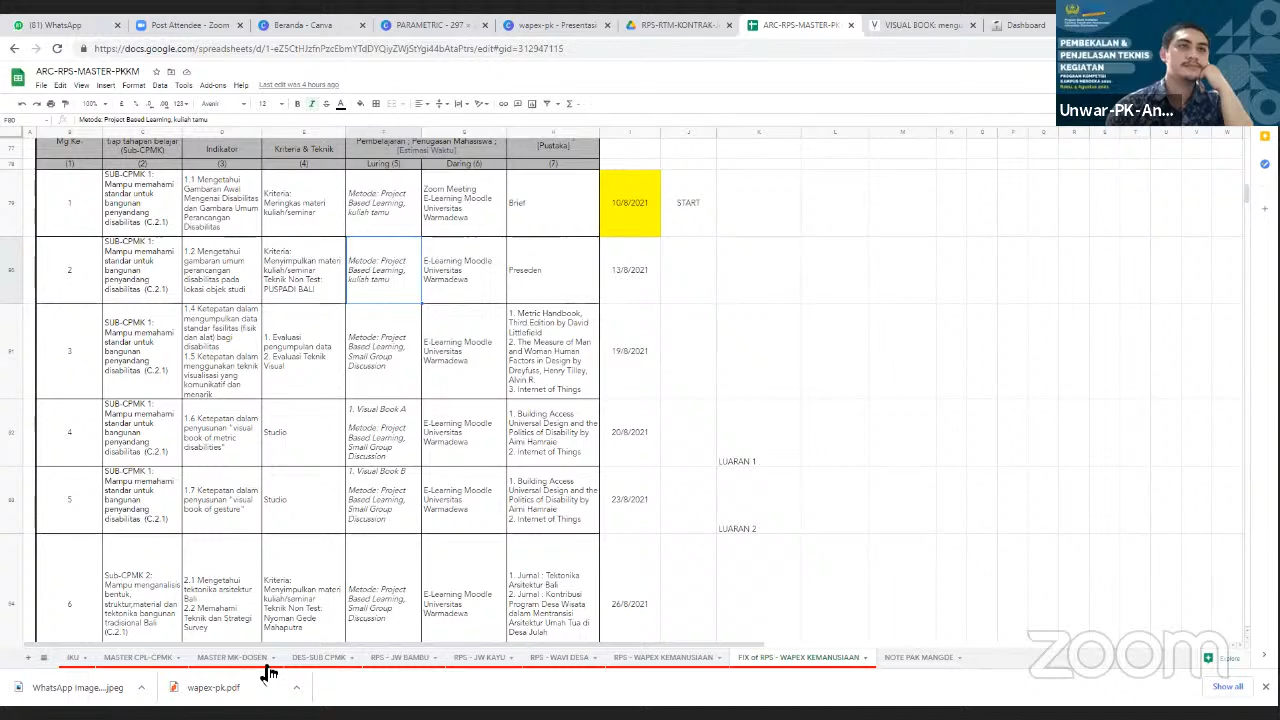 (81) WhatsApp
Post Attendee - Zoom
Beranda - Canva
PARAMETRIC - 297
wapex-pk - Presentasi
RPS-RTM-KONTRAK-
ARC-RPS-MASTER-PKK
VISUAL BOOK: mengu
Dashboard
ARC-RPS-MASTER-PKKM
File Edit View Insert Format Data Tools Add-ons Help Last edit was 4 hours ago
100% 12
F80 Metode: Project Based Learning, kuliah tamu
PEMBEKALAN &
PENJELASAN TEKNIS
KEGIATAN
PROGRAM KOMPETISI
KAMPUS MERDEKA 2021
Unwar-PK-An...
Mg Ke-
tiap tahapan belajar
(Sub-CPMK)
Indikator
Kriteria & Teknik
Pembelajaran ; Penugasan Mahasiswa ;
[Estimasi Waktu]
[Pustaka]
(1) (2) (3) (4) Luring (5) Daring (6) (7)
1
SUB-CPMK 1:
Mampu memahami
standar untuk
bangunan
penyandang
disabilitas (C.2.1)
1.1 Mengetahui
Gambaran Awal
Mengenai Disabilitas
dan Gambara Umum
Perancangan
Disabilitas
Kriteria:
Meringkas materi
kuliah/seminar
Metode: Project
Based Learning,
kuliah tamu
Zoom Meeting
E-Learning Moodle
Universitas
Warmadewa
Brief
10/8/2021
START
2
SUB-CPMK 1:
Mampu memahami
standar untuk
bangunan
penyandang
disabilitas (C.2.1)
1.2 Mengetahui
gambaran umum
perancangan
disabilitas pada
lokasi objek studi
Kriteria:
Menyimpulkan materi
kuliah/seminar
Teknik Non Test:
PUSPADI BALI
Metode: Project
Based Learning,
kuliah tamu
E-Learning Moodle
Universitas
Warmadewa
Preseden
13/8/2021
3
SUB-CPMK 1:
Mampu memahami
standar untuk
bangunan
penyandang
disabilitas (C.2.1)
1.4 Ketepatan dalam
mengumpulkan data
standar fasilitas (fisik
dan alat) bagi
disabilitas
1.5 Ketepatan dalam
menggunakan teknik
visualisasi yang
komunikatif dan
menarik
1. Evaluasi
pengumpulan data
2. Evaluasi Teknik
Visual
Metode: Project
Based Learning,
Small Group
Discussion
E-Learning Moodle
Universitas
Warmadewa
1. Metric Handbook,
Third Edition by David
Littlefield
2. The Measure of Man
and Woman Human
Factors in Design by
Dreyfuss, Henry Tilley,
Alvin R.
3. Internet of Things
19/8/2021
4
SUB-CPMK 1:
Mampu memahami
standar untuk
bangunan
penyandang
disabilitas (C.2.1)
1.6 Ketepatan dalam
penyusunan "visual
book of metric
disabilities"
Studio
1. Visual Book A
Metode: Project
Based Learning,
Small Group
Discussion
E-Learning Moodle
Universitas
Warmadewa
1. Building Access
Universal Design and the
Politics of Disability by
Aimi Hamraie
2. Internet of Things
20/8/2021
LUARAN 1
5
SUB-CPMK 1:
Mampu memahami
standar untuk
bangunan
penyandang
disabilitas (C.2.1)
1.7 Ketepatan dalam
penyusunan "visual
book of gesture"
Studio
1. Visual Book B
Metode: Project
Based Learning,
Small Group
Discussion
E-Learning Moodle
Universitas
Warmadewa
1. Building Access
Universal Design and the
Politics of Disability by
Aimi Hamraie
2. Internet of Things
23/8/2021
LUARAN 2
6
Sub-CPMK 2:
Mampu menganalisis
bentuk,
struktur,material dan
tektonika bangunan
tradisional Bali
(C.2.1)
2.1 Mengetahui
tektonika arsitektur
Bali
2.2 Memahami
Teknik dan Strategi
Survey
Kriteria:
Menyimpulkan materi
kuliah/seminar
Teknik Non Test:
Nyoman Gede
Mahaputra
Metode: Project
Based Learning,
Small Group
Discussion
E-Learning Moodle
Universitas
Warmadewa
1. Jurnal : Tektonika
Arsitektur Bali
2. Jurnal : Kontribusi
Program Desa Wisata
dalam Mentransisi
Arsitektur Umah Tua di
Desa Julah
26/8/2021
zoom
IKU
MASTER CPL-CPMK
MASTER MK-DOSEN
DES-SUB CPMK
RPS - JW BAMBU
RPS - JW KAYU
RPS - WAVI DESA
RPS - WAPEX KEMANUSIAAN
FIX of RPS - WAPEX KEMANUSIAAN
NOTE PAK MANGDE
Explore
WhatsApp Image....jpeg
wapex-pk.pdf
Show all